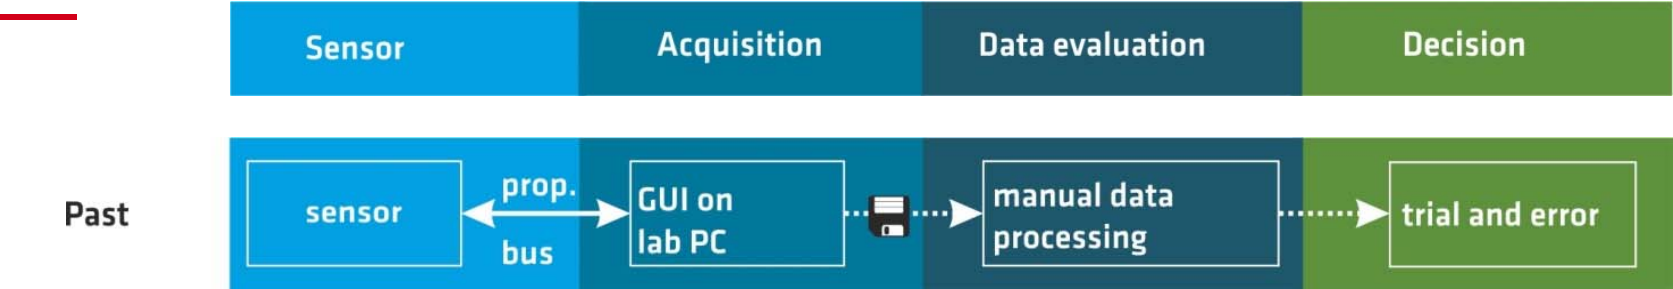 Sensor
Acquisition
Data evaluation
Decision
Past
sensor
prop.
bus
GUI on
lab PC
manual data
processing
trial and error